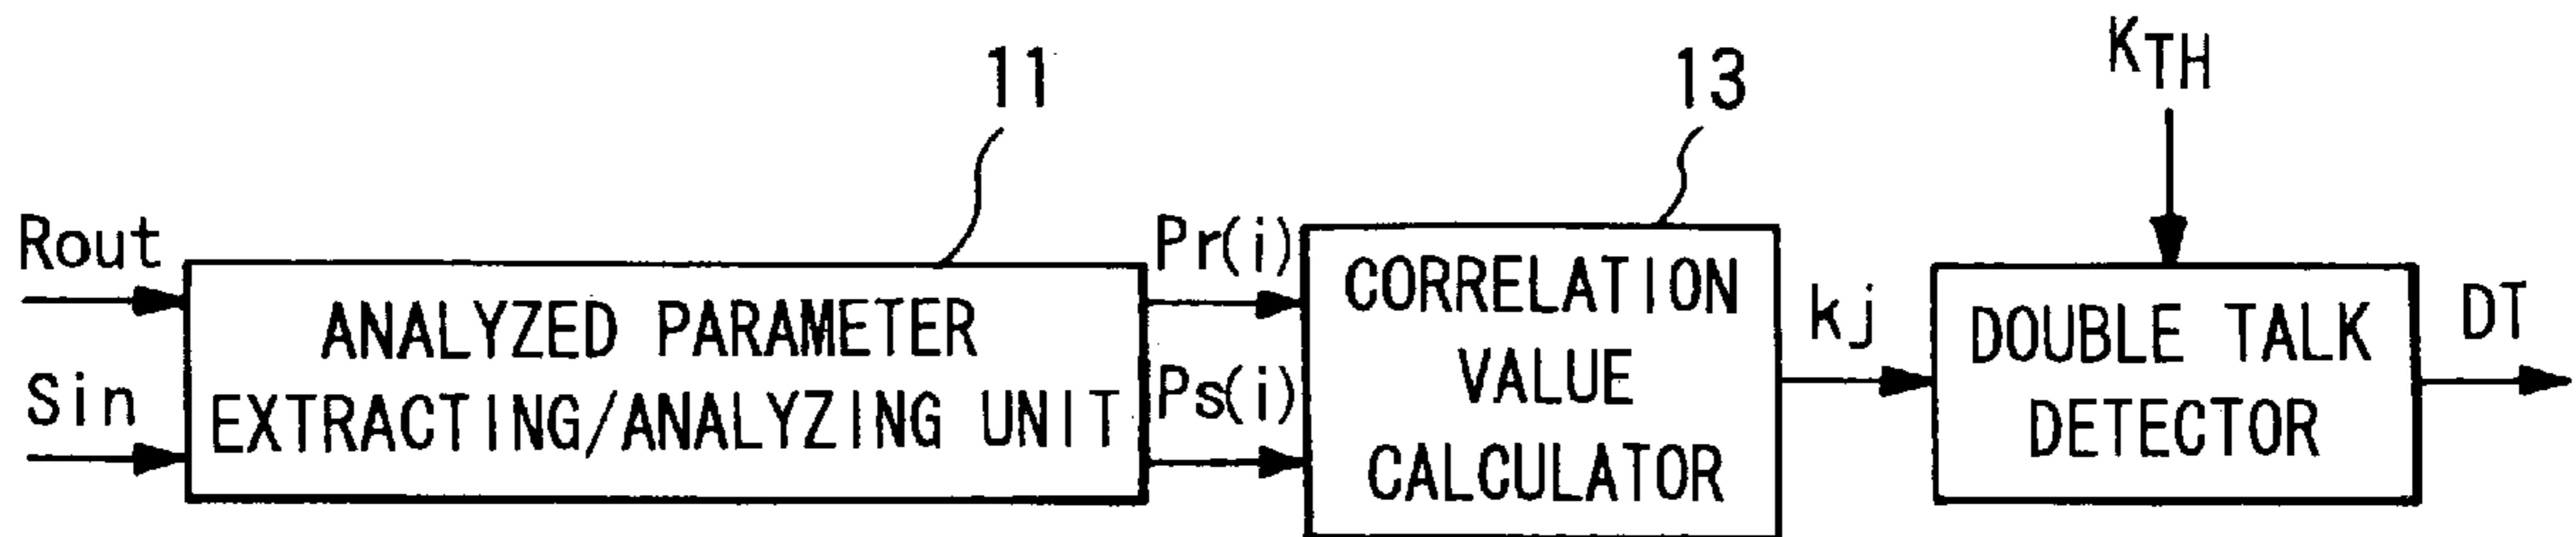 11
13
KTH
Rout
Sin
ANALYZED PARAMETER
EXTRACTING/ANALYZING UNIT
Pr(i)
Ps(i)
CORRELATION
VALUE
CALCULATOR
kj
DOUBLE TALK
DETECTOR
DT